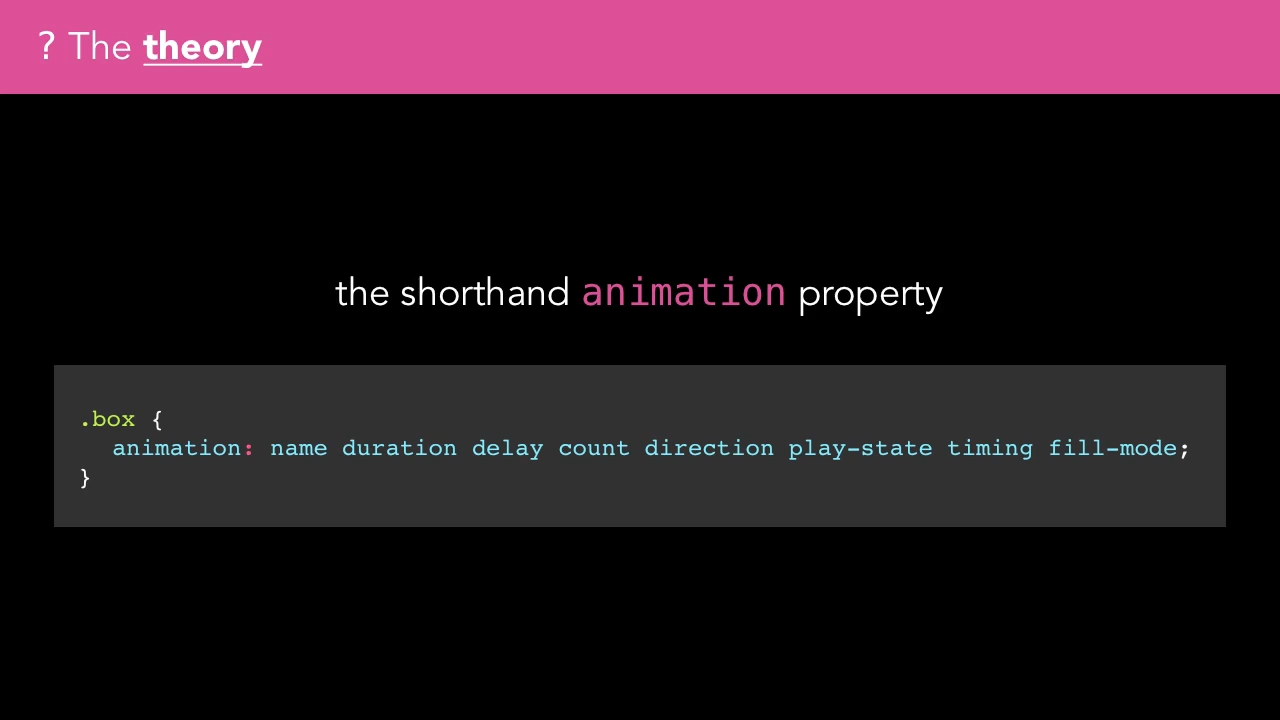 ? The theory
the shorthand animation property
.box {
animation: name duration delay count direction play-state timing fill-mode;
}